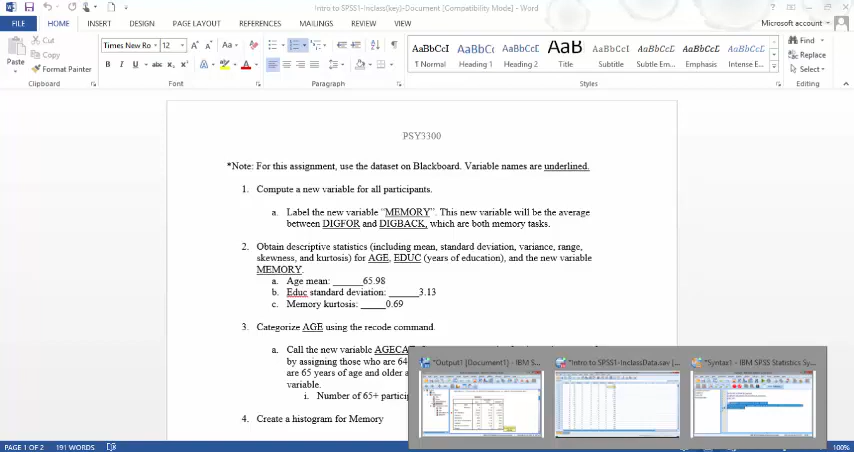 Intro to SPSS1-Inclass(key)-Document [Compatibility Mode] - Word
FILE HOME INSERT DESIGN PAGE LAYOUT REFERENCES MAILINGS REVIEW VIEW Microsoft account
Paste
Cut
Copy
Format Painter
Times New Ro 12
AaBbCcI AaBbCc AaBbCcI AaB AaBbCcI AaBbCcI AaBbCcI AaBbCcI
¶ Normal Heading 1 Heading 2 Title Subtitle Subtle Em... Emphasis Intense E...
Find
Replace
Select
Clipboard Font Paragraph Styles Editing
PSY3300
*Note: For this assignment, use the dataset on Blackboard. Variable names are underlined.
1. Compute a new variable for all participants.
a. Label the new variable “MEMORY”. This new variable will be the average
between DIGFOR and DIGBACK, which are both memory tasks.
2. Obtain descriptive statistics (including mean, standard deviation, variance, range,
skewness, and kurtosis) for AGE, EDUC (years of education), and the new variable
MEMORY.
a. Age mean: ______65.98
b. Educ standard deviation: ______3.13
c. Memory kurtosis: _____0.69
3. Categorize AGE using the recode command.
a. Call the new variable AGECAT
by assigning those who are 64
are 65 years of age and older a
variable.
i. Number of 65+ particip
4. Create a histogram for Memory
*Output1 [Document1] - IBM S...
*Intro to SPSS1-InclassData.sav [...
*Syntax1 - IBM SPSS Statistics Sy...
PAGE 1 OF 2 191 WORDS 100%